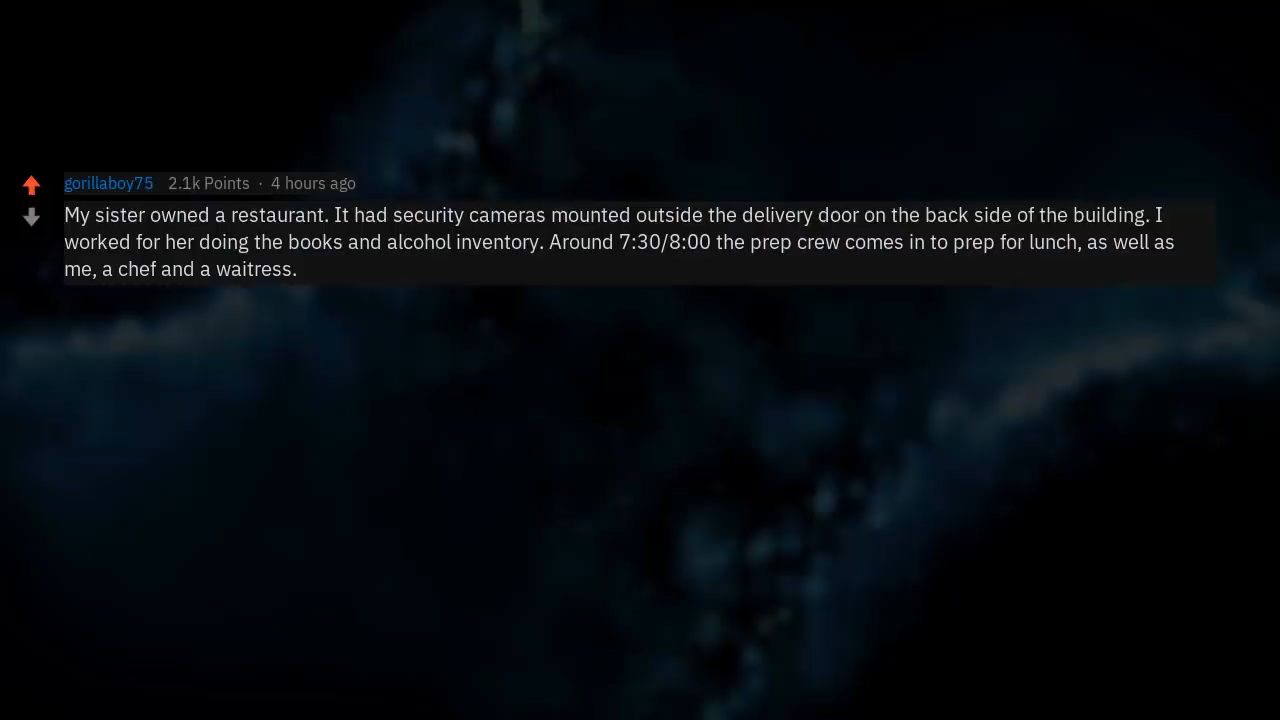 gorillaboy75 2.1k Points · 4 hours ago
My sister owned a restaurant. It had security cameras mounted outside the delivery door on the back side of the building. I
worked for her doing the books and alcohol inventory. Around 7:30/8:00 the prep crew comes in to prep for lunch, as well as
me, a chef and a waitress.